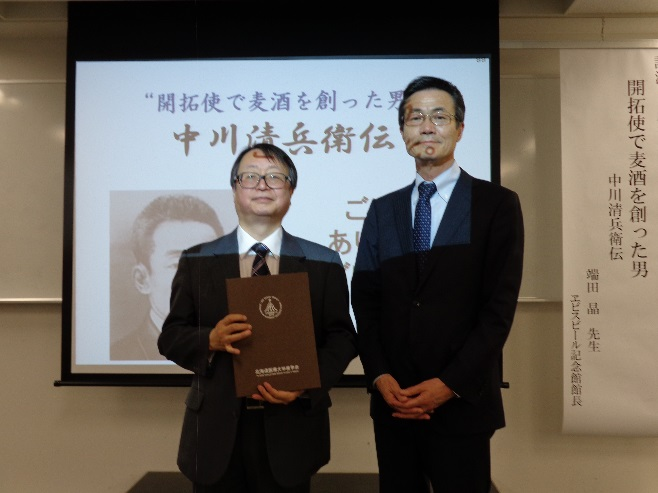 “開拓使で麦酒を創った男
中川清兵衛伝
ご
あり
開拓使で麦酒を創った男
中川清兵衛伝
端田 晶 先生
ヱビスビール記念館館長